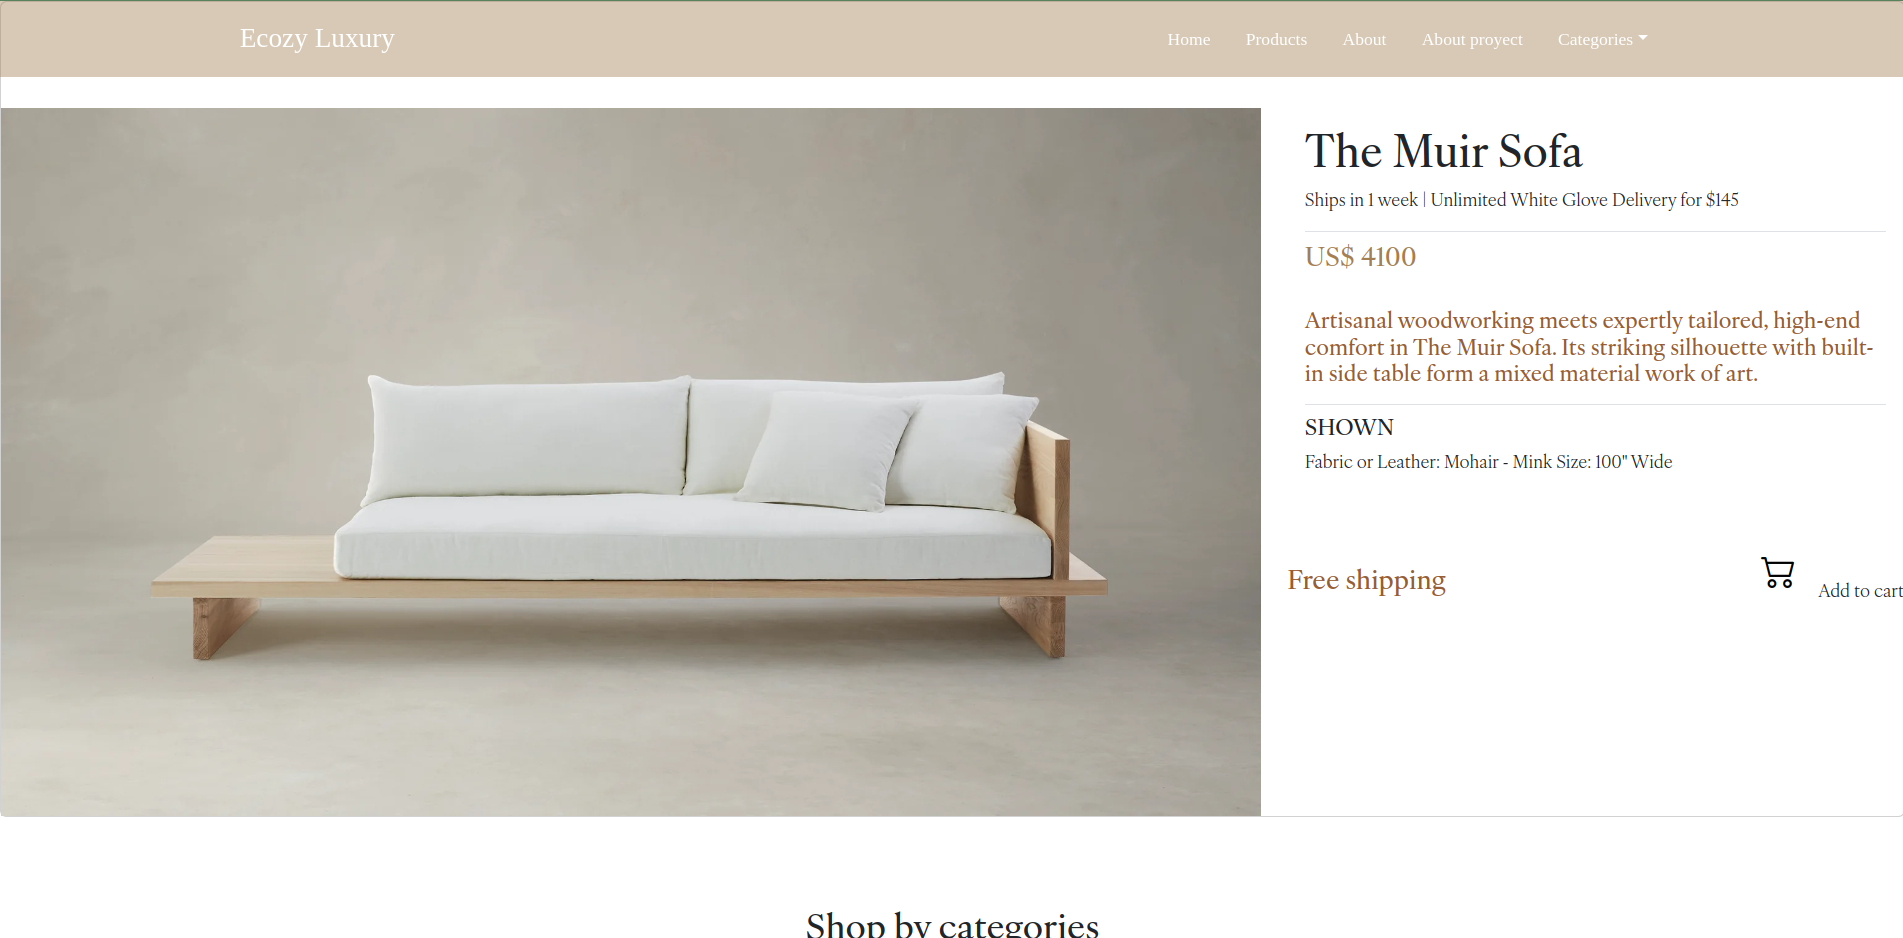 Ecozy Luxury
Home
Products
About
About proyect
Categories
The Muir Sofa
Ships in 1 week | Unlimited White Glove Delivery for $145
US$ 4100
Artisanal woodworking meets expertly tailored, high-end
comfort in The Muir Sofa. Its striking silhouette with built-
in side table form a mixed material work of art.
SHOWN
Fabric or Leather: Mohair - Mink Size: 100" Wide
Free shipping
Add to cart
Shop by categories